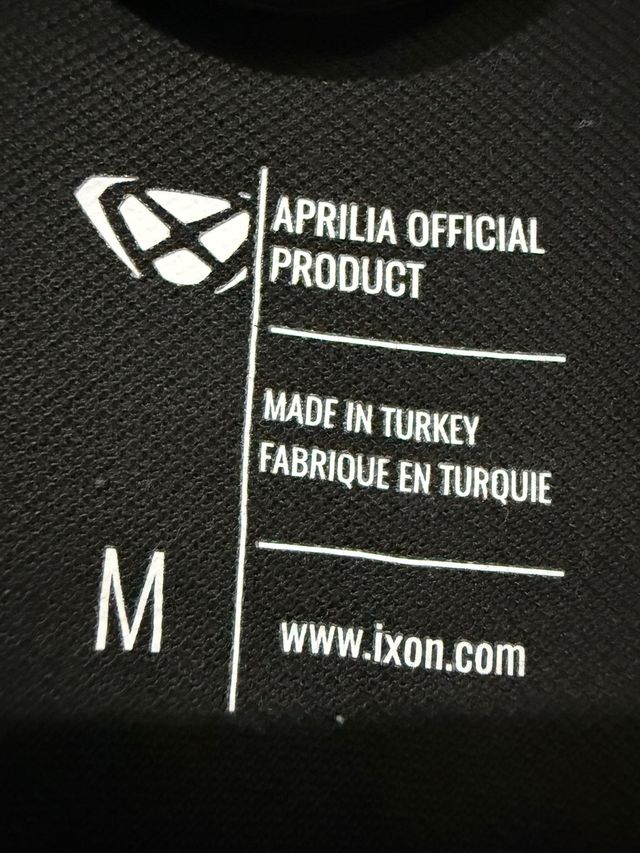 APRILIA OFFICIAL
PRODUCT
MADE IN TURKEY
FABRIQUE EN TURQUIE
M
www.ixon.com